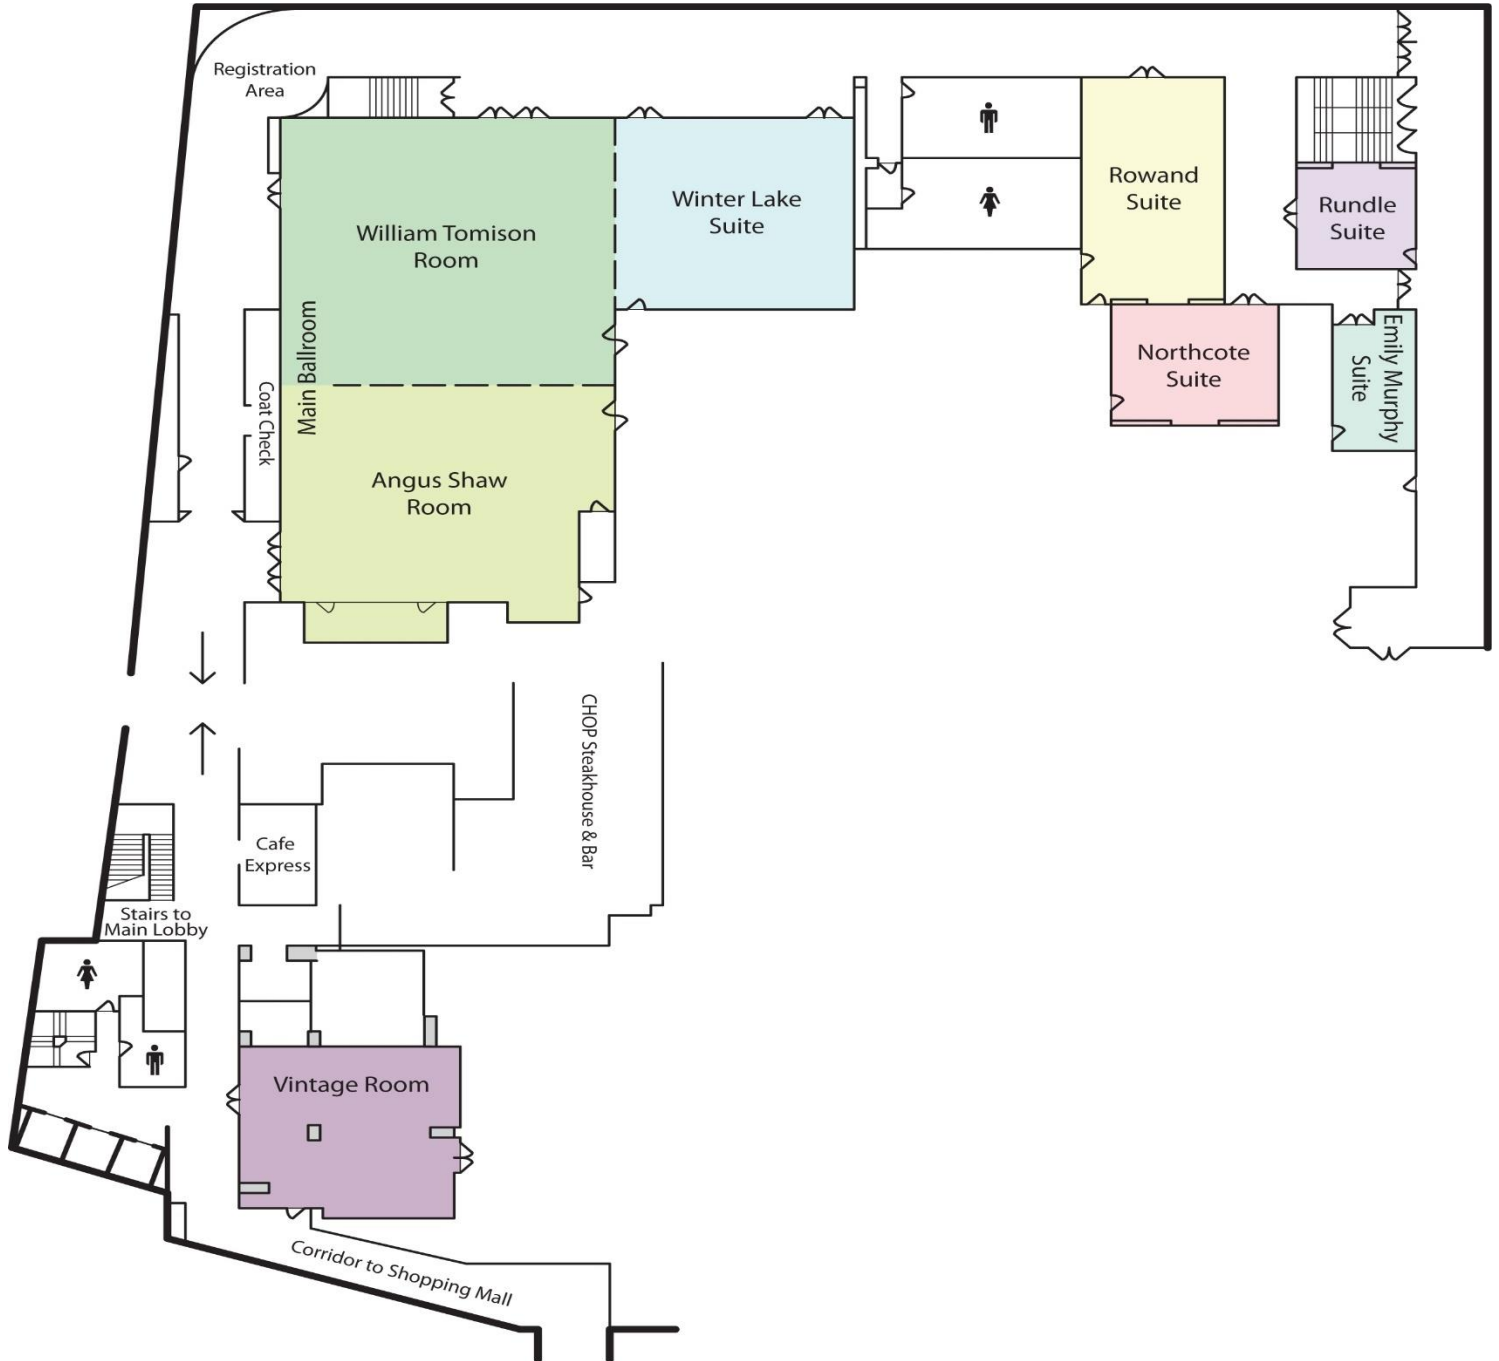 Registration
Area
William Tomison
Room
Winter Lake
Suite
Rowand
Suite
Rundle
Suite
Northcote
Suite
Emily Murphy
Suite
Main Ballroom
Coat Check
Angus Shaw
Room
CHOP Steakhouse & Bar
Cafe
Express
Stairs to
Main Lobby
Vintage Room
Corridor to Shopping Mall